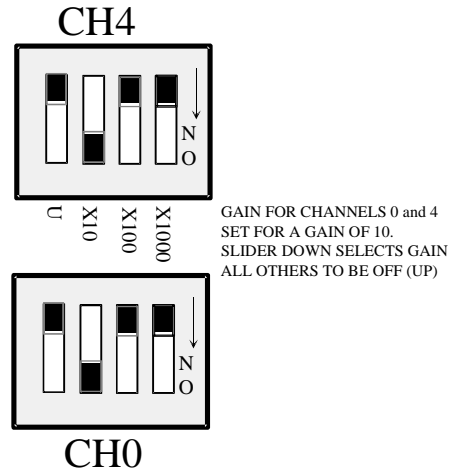 CH4
N
O
U
X10
X100
X1000
GAIN FOR CHANNELS 0 and 4
SET FOR A GAIN OF 10.
SLIDER DOWN SELECTS GAIN
ALL OTHERS TO BE OFF (UP)
N
O
CH0